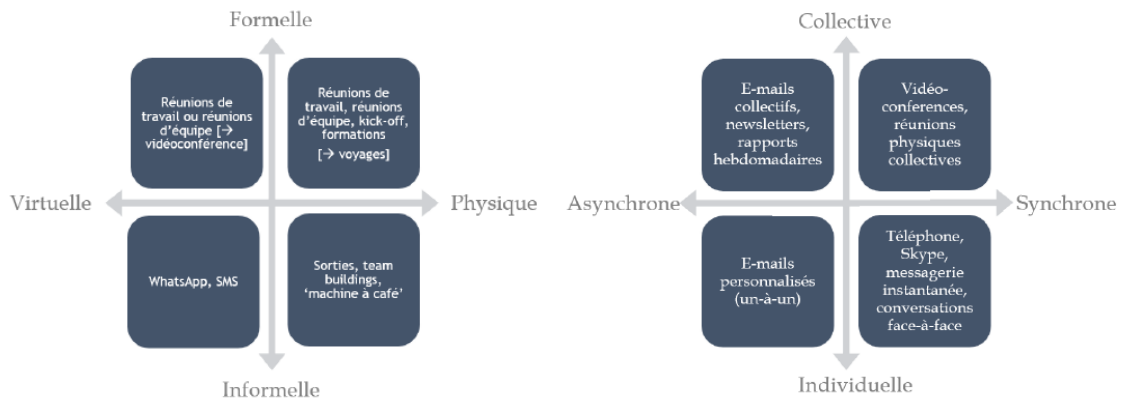 Formelle
Réunions de
travail ou réunions
d'équipe [→
vidéoconférence]
Réunions de
travail, réunions
d'équipe, kick-off,
formations
[→ voyages]
Virtuelle
Physique
WhatsApp, SMS
Sorties, team
buildings,
'machine à café'
Informelle
Collective
E-mails
collectifs,
newsletters,
rapports
hebdomadaires
Vidéo-
conferences,
réunions
physiques
collectives
Asynchrone
Synchrone
E-mails
personnalisés
(un-à-un)
Téléphone,
Skype,
messagerie
instantanée,
conversations
face-à-face
Individuelle